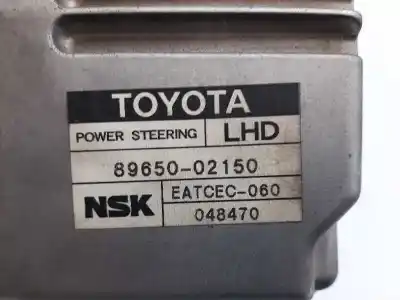 TOYOTA
POWER STEERING LHD
89650-02150
NSK EATCEC-060
048470